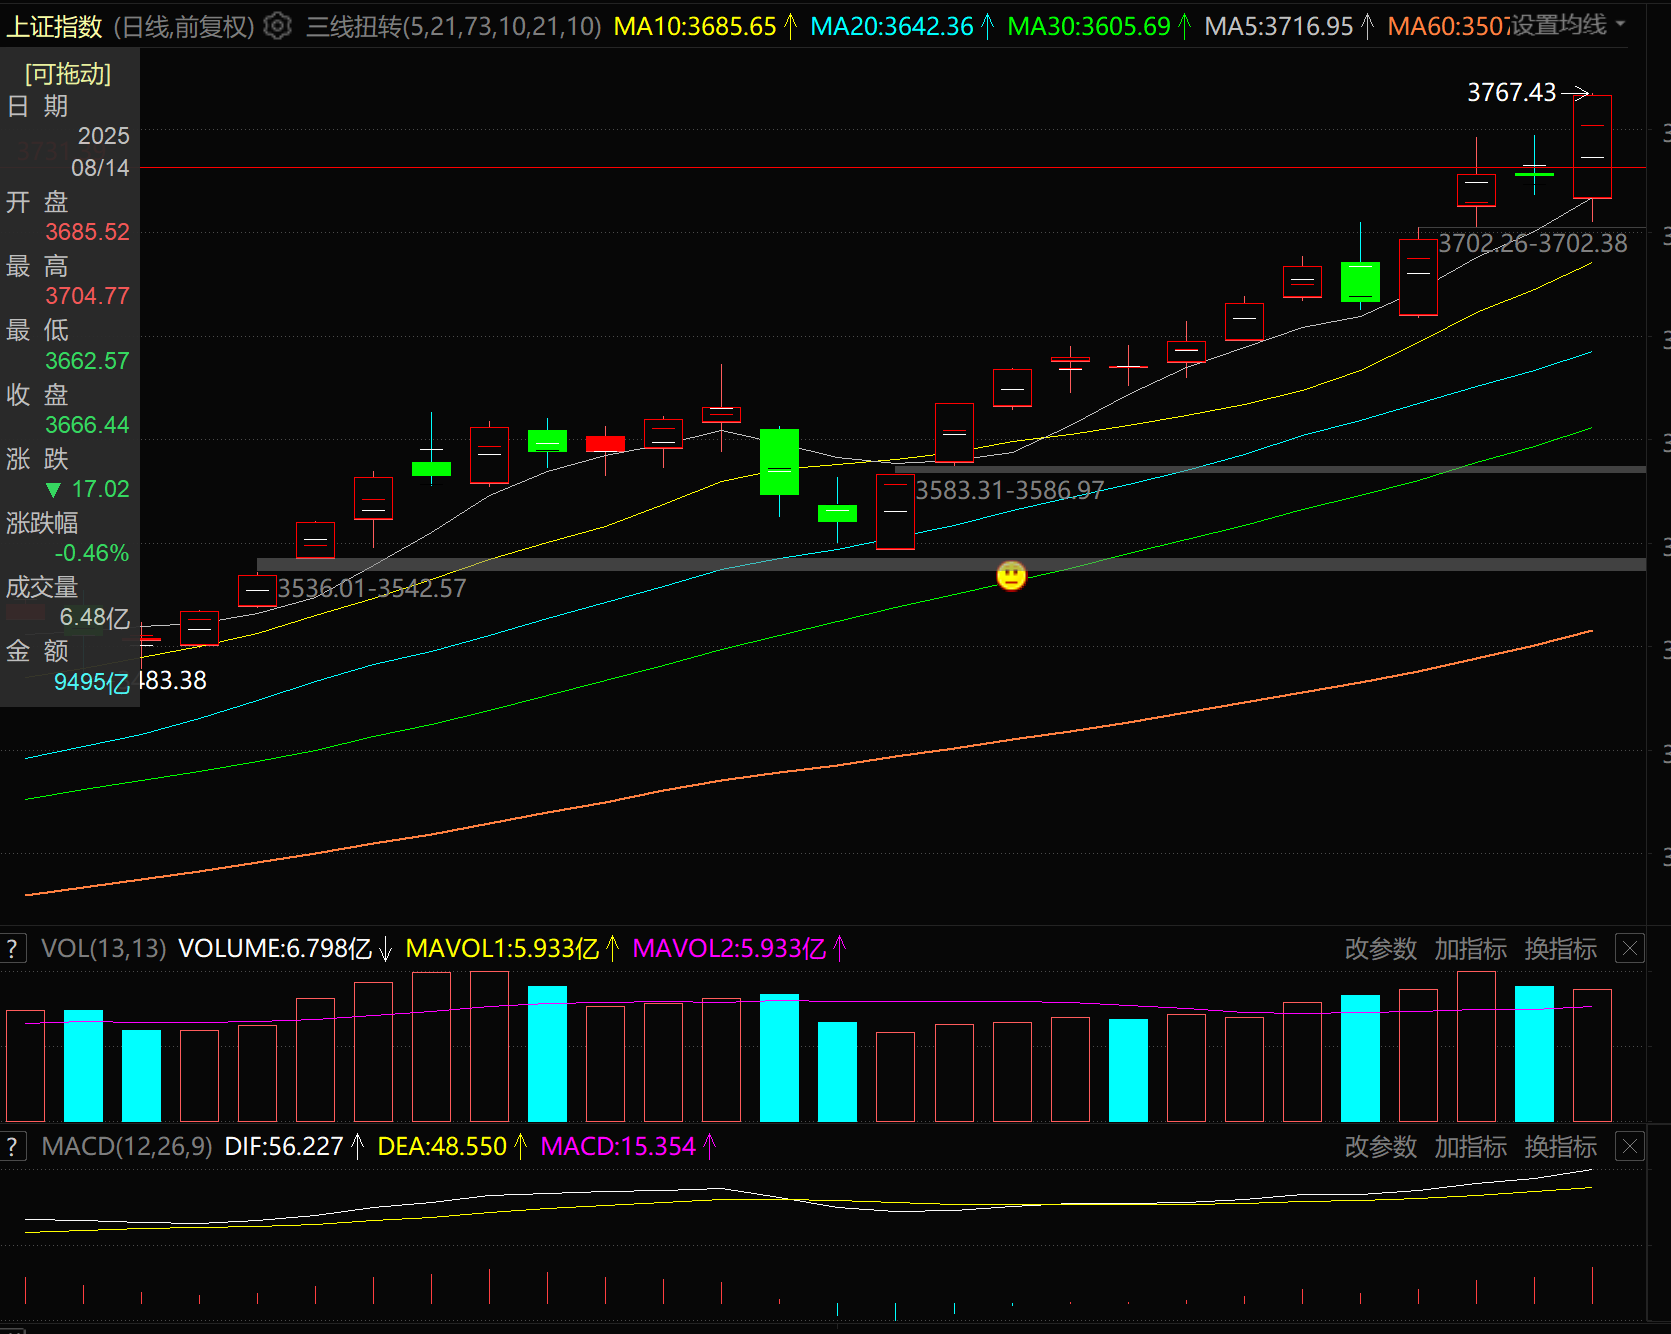 上证指数 (日线,前复权) 三线扭转(5,21,73,10,21,10) MA10:3685.65↑ MA20:3642.36↑ MA30:3605.69↑ MA5:3716.95↑ MA60:3507 设置均线
[可拖动]
日 期
2025
08/14
开 盘
3685.52
最 高
3704.77
最 低
3662.57
收 盘
3666.44
涨 跌
▼ 17.02
涨跌幅
-0.46%
成交量
6.48亿
金 额
9495亿
483.38
3767.43
3702.26-3702.38
3583.31-3586.97
3536.01-3542.57
? VOL(13,13) VOLUME:6.798亿↓ MAVOL1:5.933亿↑ MAVOL2:5.933亿↑ 改参数 加指标 换指标
? MACD(12,26,9) DIF:56.227↑ DEA:48.550↑ MACD:15.354↑ 改参数 加指标 换指标